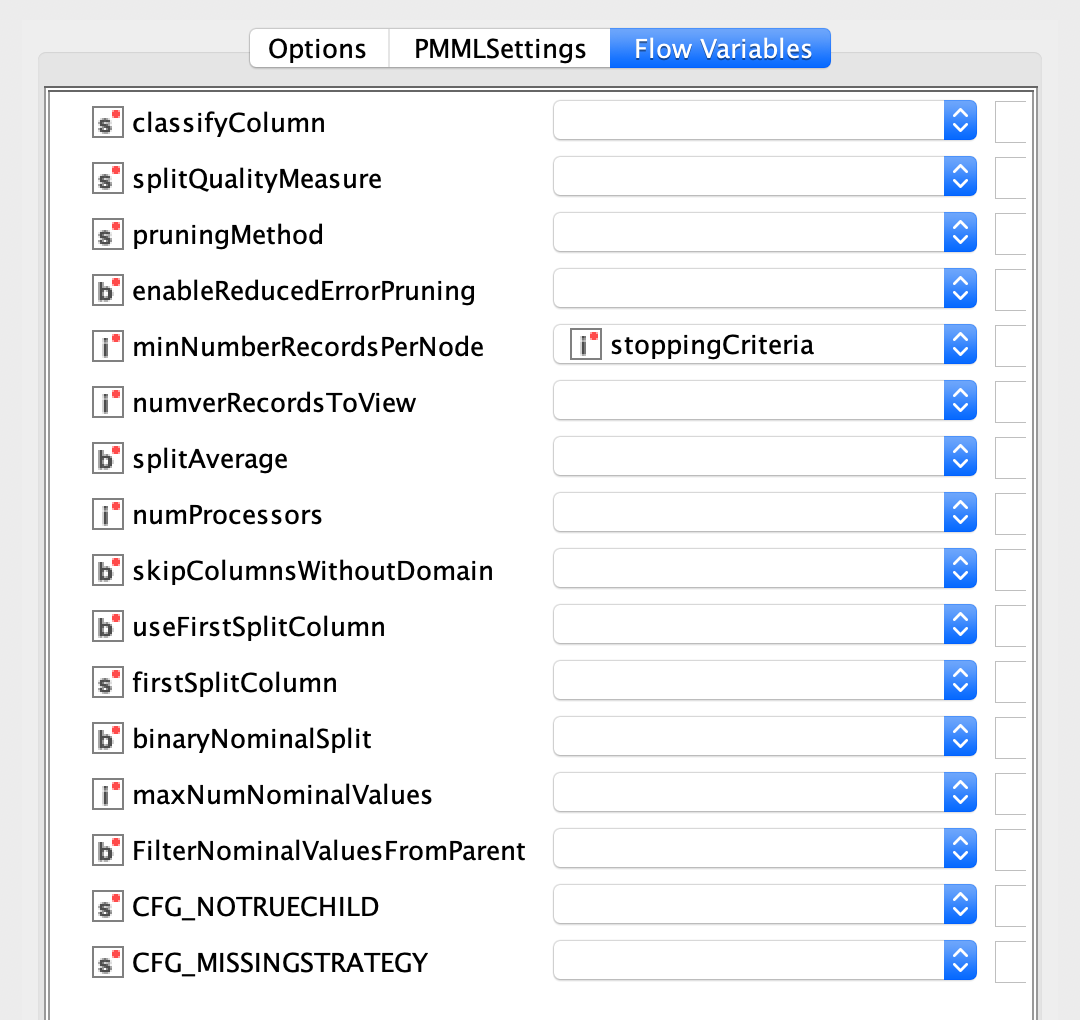 Options PMMLSettings Flow Variables
s classifyColumn
s splitQualityMeasure
s pruningMethod
b enableReducedErrorPruning
i minNumberRecordsPerNode i stoppingCriteria
i numverRecordsToView
b splitAverage
i numProcessors
b skipColumnsWithoutDomain
b useFirstSplitColumn
s firstSplitColumn
b binaryNominalSplit
i maxNumNominalValues
b FilterNominalValuesFromParent
s CFG_NOTRUECHILD
s CFG_MISSINGSTRATEGY